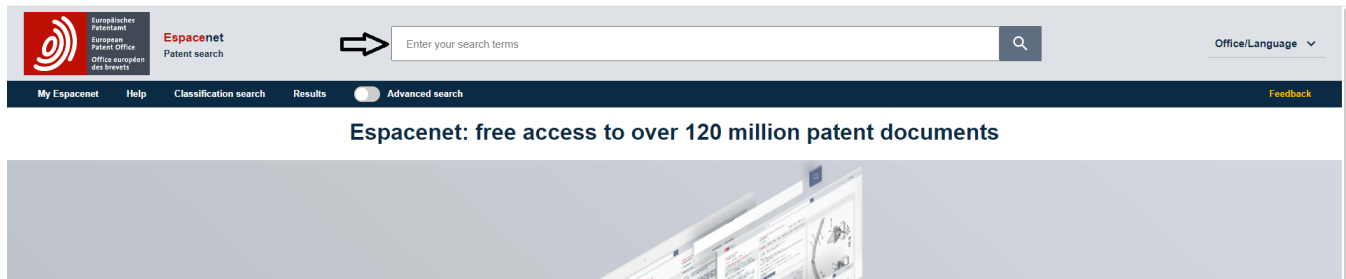 Europäisches
Patentamt
European
Patent Office
Office européen
des brevets
Espacenet
Patent search
Enter your search terms
Office/Language
My Espacenet Help Classification search Results Advanced search Feedback
Espacenet: free access to over 120 million patent documents